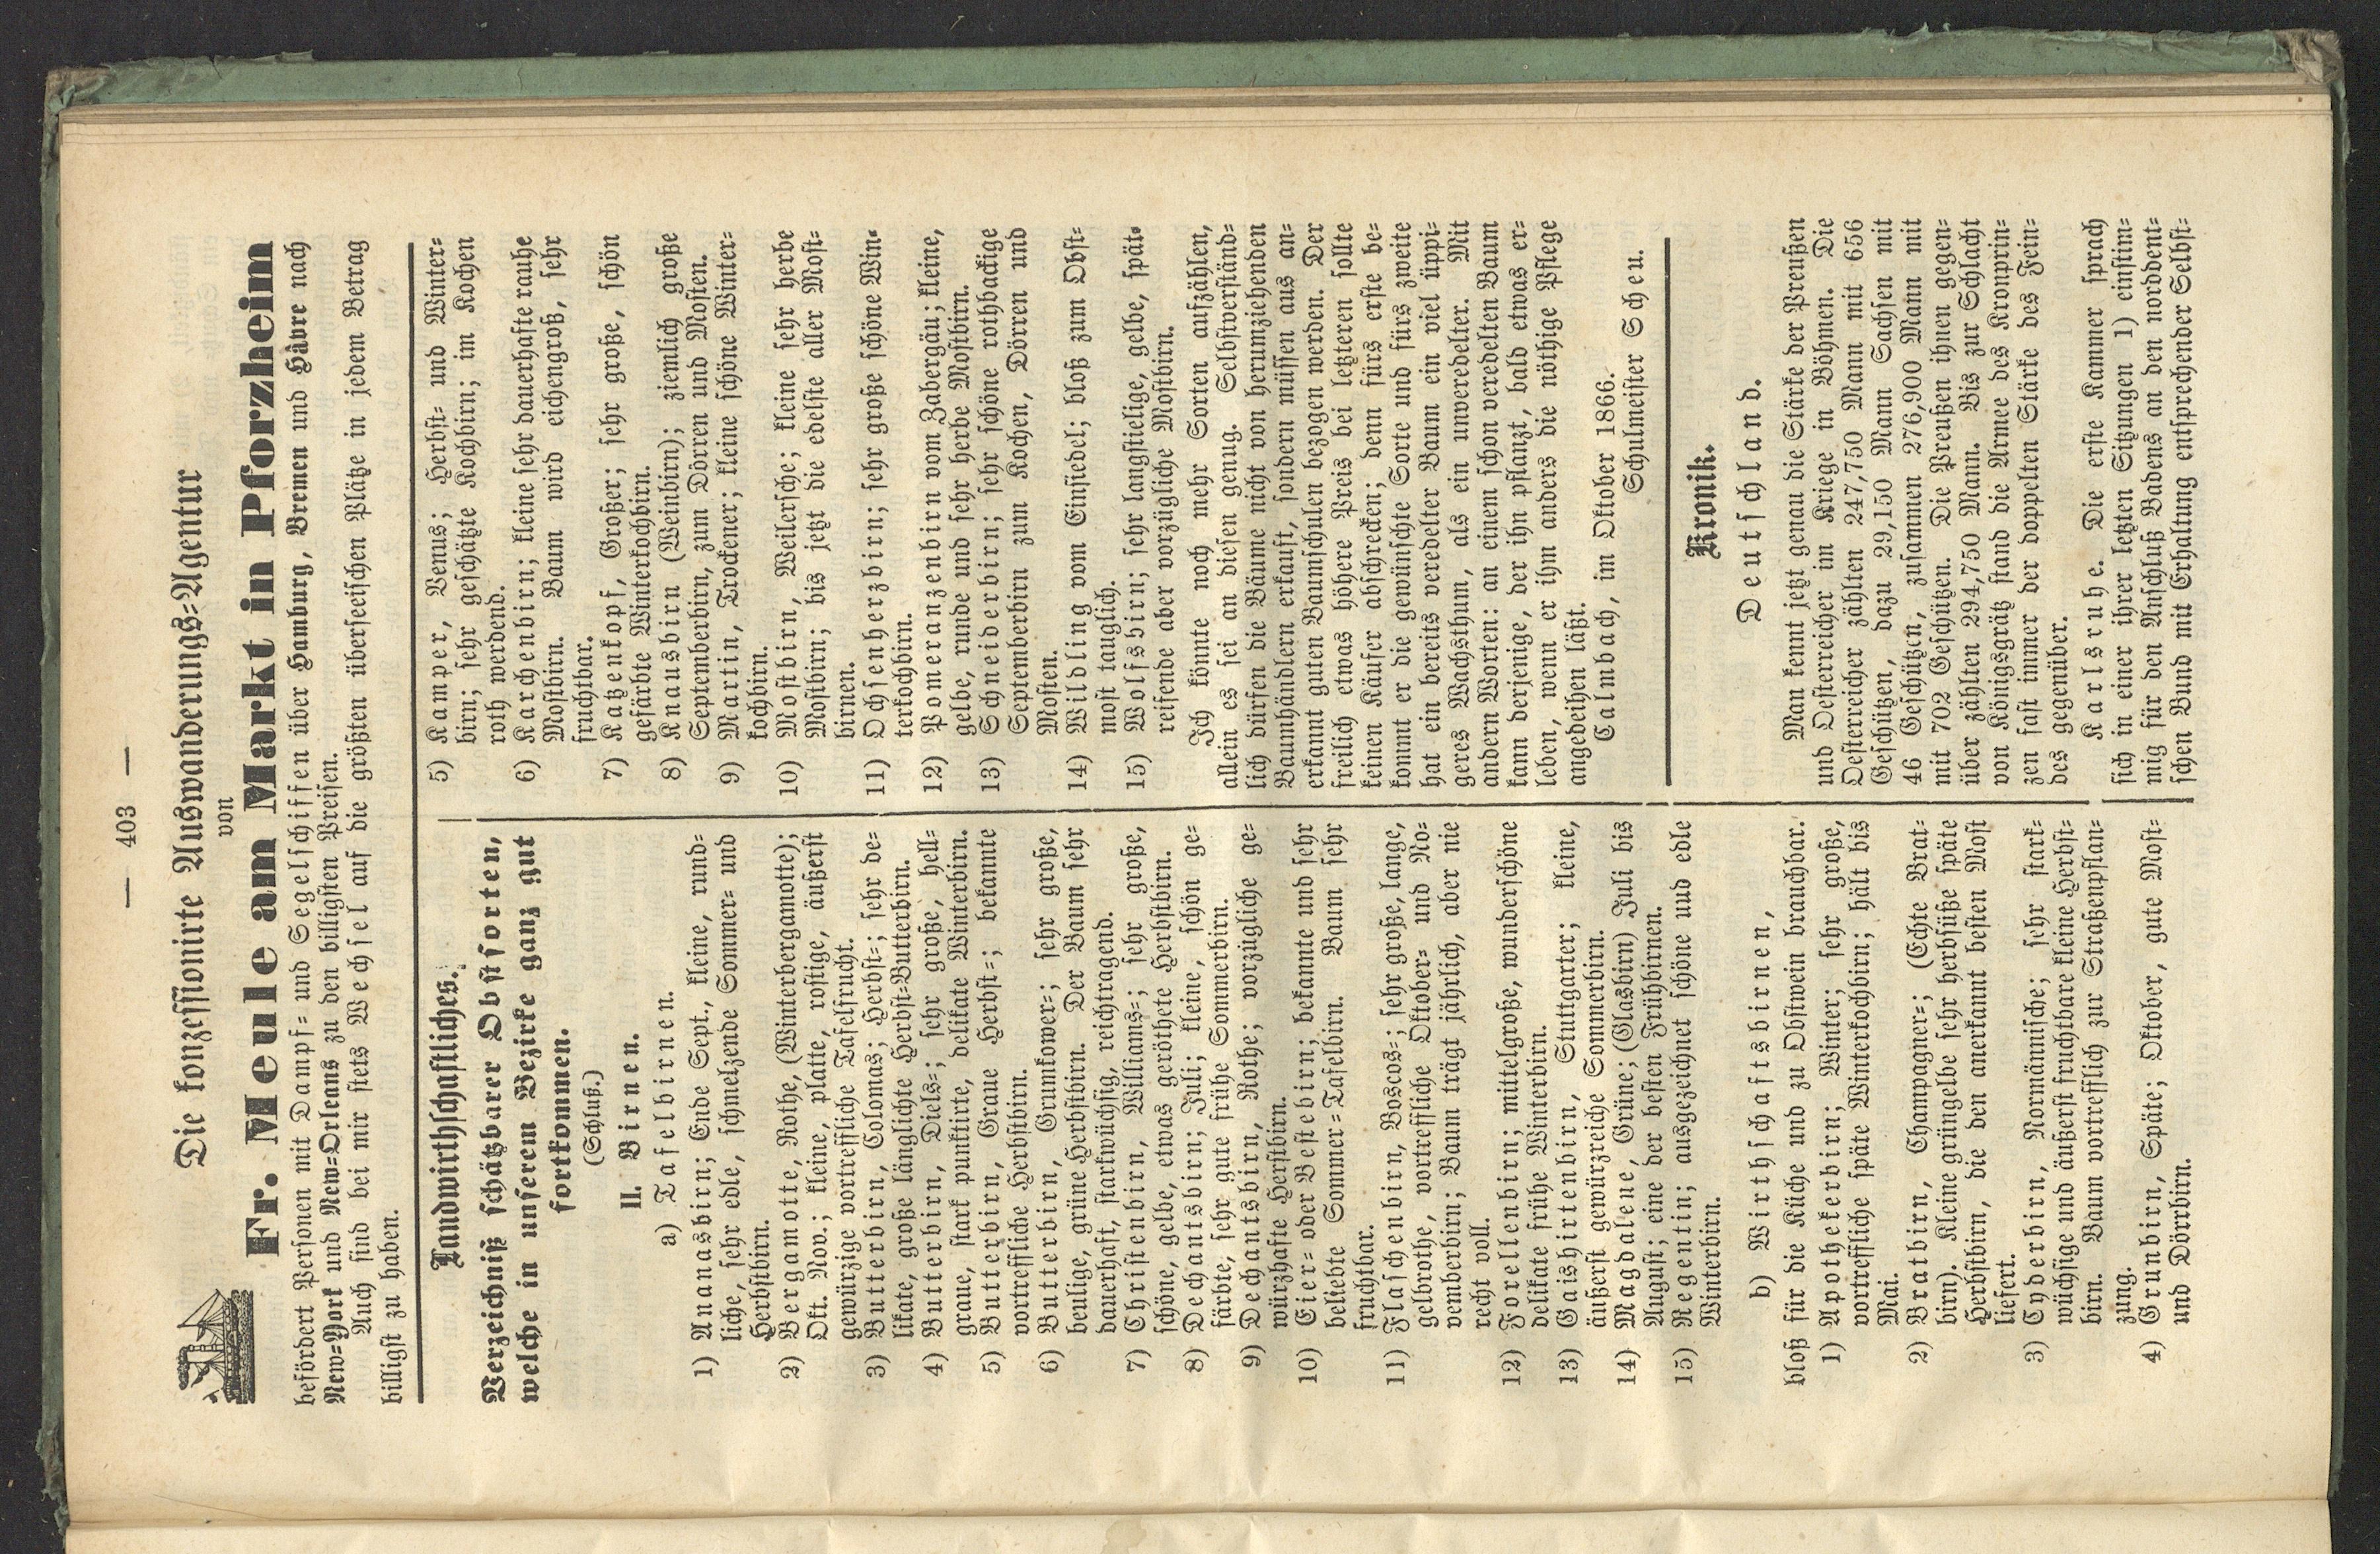 — 403 —
Die konzessionirte Auswanderungs-Agentur
von
Fr. Meule am Markt in Pforzheim
befördert Personen mit Dampf- und Segelschiffen über Hamburg, Bremen und Hâvre nach
New-York und New-Orleans zu den billigsten Preisen.
Auch sind bei mir stets Wechsel auf die größten überseeischen Plätze in jedem Betrag
billigst zu haben.
Landwirthschaftliches.
Verzeichniß schätzbarer Obstsorten,
welche in unserem Bezirke ganz gut
fortkommen.
(Schluß.)
II. Birnen.
a) Tafelbirnen.
1) Ananasbirn; Ende Sept., kleine, rund-
liche, sehr edle, schmelzende Sommer- und
Herbstbirn.
2) Bergamotte, Rothe, (Winterbergamotte);
Okt. Nov.; kleine, platte, rostige, äußerst
gewürzige vortreffliche Tafelfrucht.
3) Butterbirn, Colomas; Herbst-; sehr de-
likate, große länglichte Herbst-Butterbirn.
4) Butterbirn, Diels-; sehr große, hell-
graue, stark punktirte, delikate Winterbirn.
5) Butterbirn, Graue Herbst-; bekannte
vortreffliche Herbstbirn.
6) Butterbirn, Grumkower-; sehr große,
beulige, grüne Herbstbirn. Der Baum sehr
dauerhaft, starkwüchsig, reichtragend.
7) Christenbirn, Williams-; sehr große,
schöne, gelbe, etwas geröthete Herbstbirn.
8) Dechantsbirn; Juli; kleine, schön ge-
färbte, sehr gute frühe Sommerbirn.
9) Dechantsbirn, Rothe; vorzügliche ge-
würzhafte Herstbirn.
10) Eier- oder Bestebirn; bekannte und sehr
beliebte Sommer-Tafelbirn. Baum sehr
fruchtbar.
11) Flaschenbirn, Boscos-; sehr große, lange,
gelbrothe, vortreffliche Oktober- und No-
vemberbirn; Baum trägt jährlich, aber nie
recht voll.
12) Forellenbirn; mittelgroße, wunderschöne
delikate frühe Winterbirn.
13) Gaishirtenbirn, Stuttgarter; kleine,
äußerst gewürzreiche Sommerbirn.
14) Magdalene, Grüne; (Glasbirn) Juli bis
August; eine der besten Frühbirnen.
15) Regentin; ausgezeichnet schöne und edle
Winterbirn.
b) Wirthschaftsbirnen,
bloß für die Küche und zu Obstwein brauchbar.
1) Apothekerbirn; Winter; sehr große,
vortreffliche späte Winterkochbirn; hält bis
Mai.
2) Bratbirn, Champagner-; (Echte Brat-
birn). Kleine grüngelbe sehr herbsüße späte
Herbstbirn, die den anerkannt besten Most
liefert.
3) Cyderbirn, Normännische; sehr stark-
wüchsige und äußerst fruchtbare kleine Herbst-
birn. Baum vortrefflich zur Straßenpflan-
zung.
4) Grunbirn, Späte; Oktober, gute Most-
und Dörrbirn.
5) Kamper, Venus; Herbst- und Winter-
birn; sehr geschätzte Kochbirn; im Kochen
roth werdend.
6) Karchenbirn; kleine sehr dauerhafte rauhe
Mostbirn. Baum wird eichengroß, sehr
fruchtbar.
7) Katzenkopf, Großer; sehr große, schön
gefärbte Winterkochbirn.
8) Knausbirn (Weinbirn); ziemlich große
Septemberbirn, zum Dörren und Mosten.
9) Martin, Trockener; kleine schöne Winter-
kochbirn.
10) Mostbirn, Weilersche; kleine sehr herbe
Mostbirn; bis jetzt die edelste aller Most-
birnen.
11) Ochsenherzbirn; sehr große schöne Win-
terkochbirn.
12) Pomeranzenbirn vom Zabergäu; kleine,
gelbe, runde und sehr herbe Mostbirn.
13) Schneiderbirn; sehr schöne rothbackige
Septemberbirn zum Kochen, Dörren und
Mosten.
14) Wildling vom Einsiedel; bloß zum Obst-
most tauglich.
15) Wolfsbirn; sehr langstielige, gelbe, spät-
reifende aber vorzügliche Mostbirn.
Ich könnte noch mehr Sorten aufzählen,
allein es sei an diesen genug. Selbstverständ-
lich dürfen die Bäume nicht von herumziehenden
Baumhändlern erkauft, sondern müssen aus an-
erkannt guten Baumschulen bezogen werden. Der
freilich etwas höhere Preis bei letzteren sollte
keinen Käufer abschrecken; denn fürs erste be-
kommt er die gewünschte Sorte und fürs zweite
hat ein bereits veredelter Baum ein viel üppi-
geres Wachsthum, als ein unveredelter. Mit
andern Worten: an einem schon veredelten Baum
kann derjenige, der ihn pflanzt, bald etwas er-
leben, wenn er ihm anders die nöthige Pflege
angedeihen läßt.
Calmbach, im Oktober 1866.
Schulmeister Scheu.
Kronik.
Deutschland.
Man kennt jetzt genau die Stärke der Preußen
und Oesterreicher im Kriege in Böhmen. Die
Oesterreicher zählten 247,750 Mann mit 656
Geschützen, dazu 29,150 Mann Sachsen mit
46 Geschützen, zusammen 276,900 Mann mit
mit 702 Geschützen. Die Preußen ihnen gegen-
über zählten 294,750 Mann. Bis zur Schlacht
von Königsgrätz stand die Armee des Kronprin-
zen fast immer der doppelten Stärke des Fein-
des gegenüber.
Karlsruhe. Die erste Kammer sprach
sich in einer ihrer letzten Sitzungen 1) einstim-
mig für den Anschluß Badens an den norddent-
schen Bund mit Erhaltung entsprechender Selbst-